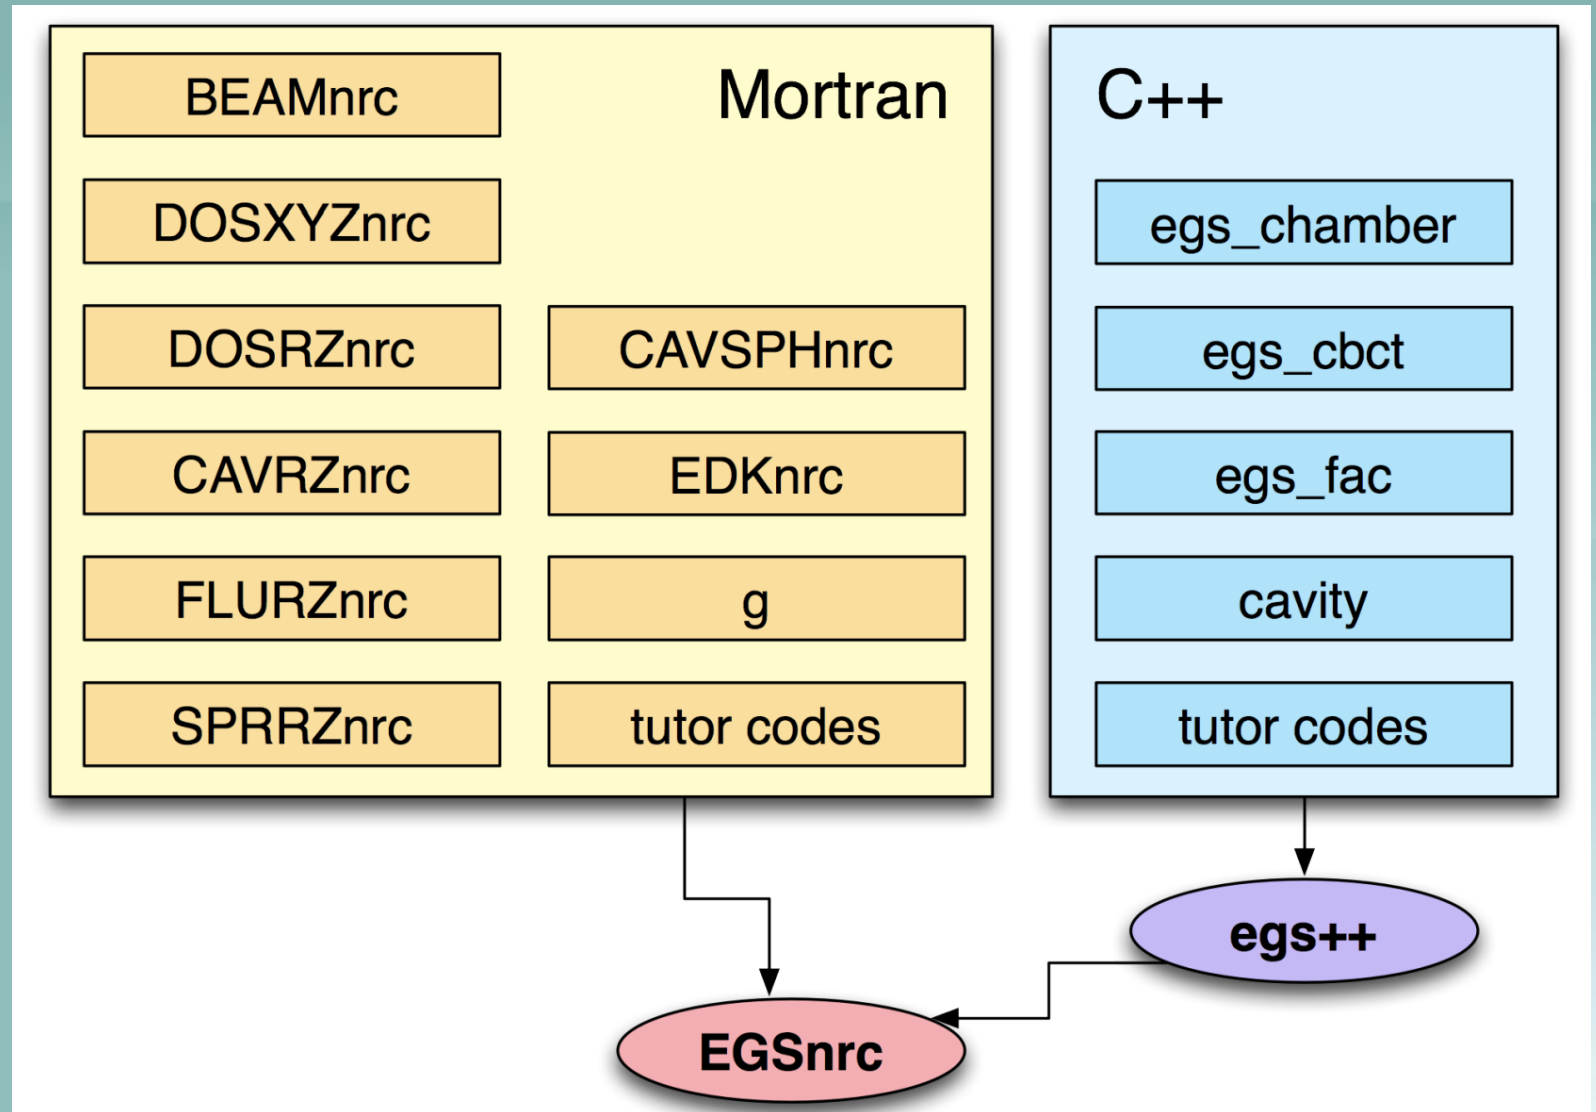 Mortran
BEAMnrc
DOSXYZnrc
DOSRZnrc
CAVRZnrc
FLURZnrc
SPRRZnrc
CAVSPHnrc
EDKnrc
g
tutor codes
C++
egs_chamber
egs_cbct
egs_fac
cavity
tutor codes
egs++
EGSnrc